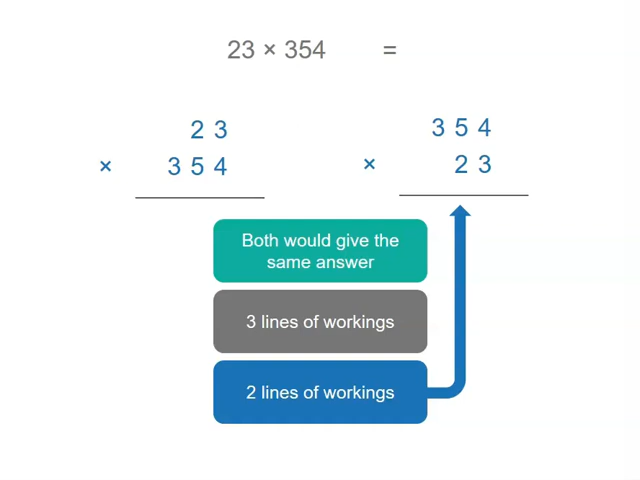 23 × 354 =
2 3
× 3 5 4
3 5 4
× 2 3
Both would give the
same answer
3 lines of workings
2 lines of workings